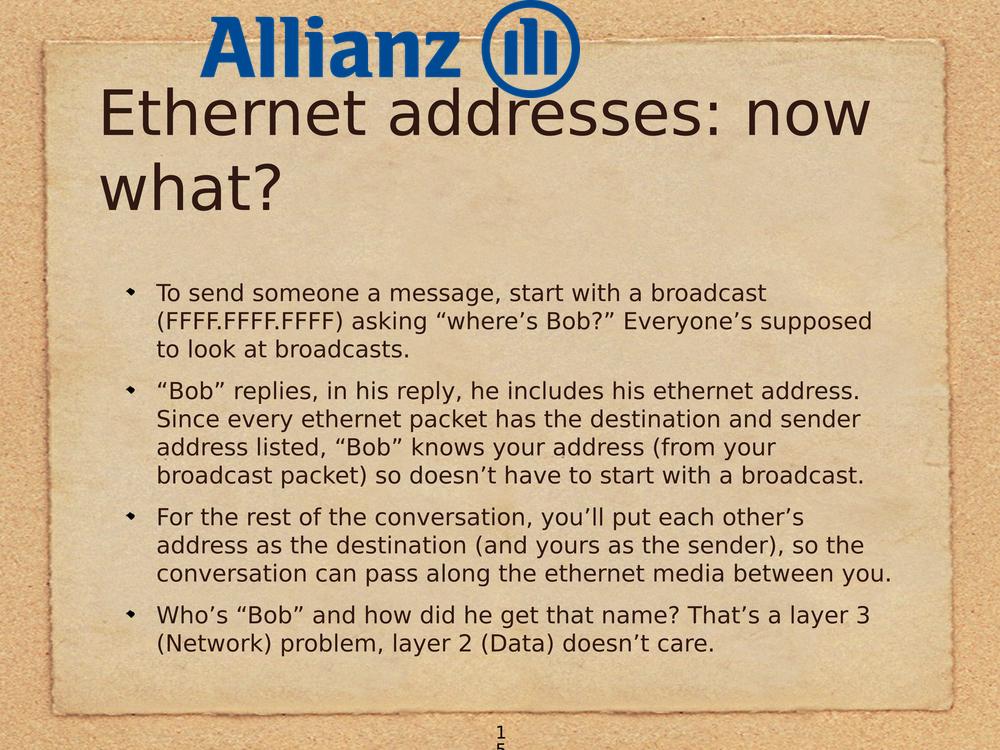 Allianz
Ethernet addresses: now
what?
To send someone a message, start with a broadcast
(FFFF.FFFF.FFFF) asking “where’s Bob?” Everyone’s supposed
to look at broadcasts.
“Bob” replies, in his reply, he includes his ethernet address.
Since every ethernet packet has the destination and sender
address listed, “Bob” knows your address (from your
broadcast packet) so doesn’t have to start with a broadcast.
For the rest of the conversation, you’ll put each other’s
address as the destination (and yours as the sender), so the
conversation can pass along the ethernet media between you.
Who’s “Bob” and how did he get that name? That’s a layer 3
(Network) problem, layer 2 (Data) doesn’t care.
1
5